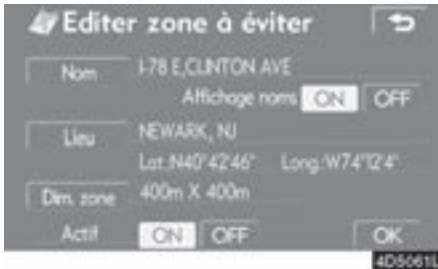 Editer zone à éviter
Nom I-78 E,CLINTON AVE
Affichage noms ON OFF
Lieu NEWARK, NJ
Lat.:N40°42'46" Long.:W74°12'4"
Dim. zone 400m X 400m
Actif ON OFF OK
4D5061L